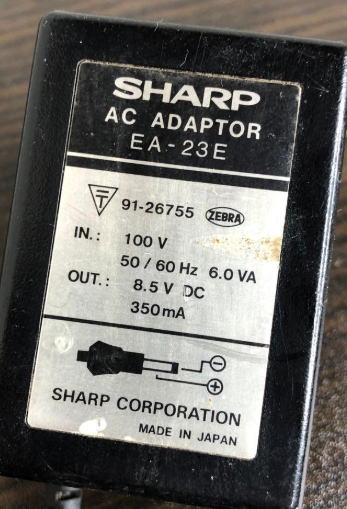 SHARP
AC ADAPTOR
EA-23E
〒 91-26755 ZEBRA
IN.: 100 V
50/60 Hz 6.0 VA
OUT.: 8.5 V DC
350mA
⊖
⊕
SHARP CORPORATION
MADE IN JAPAN